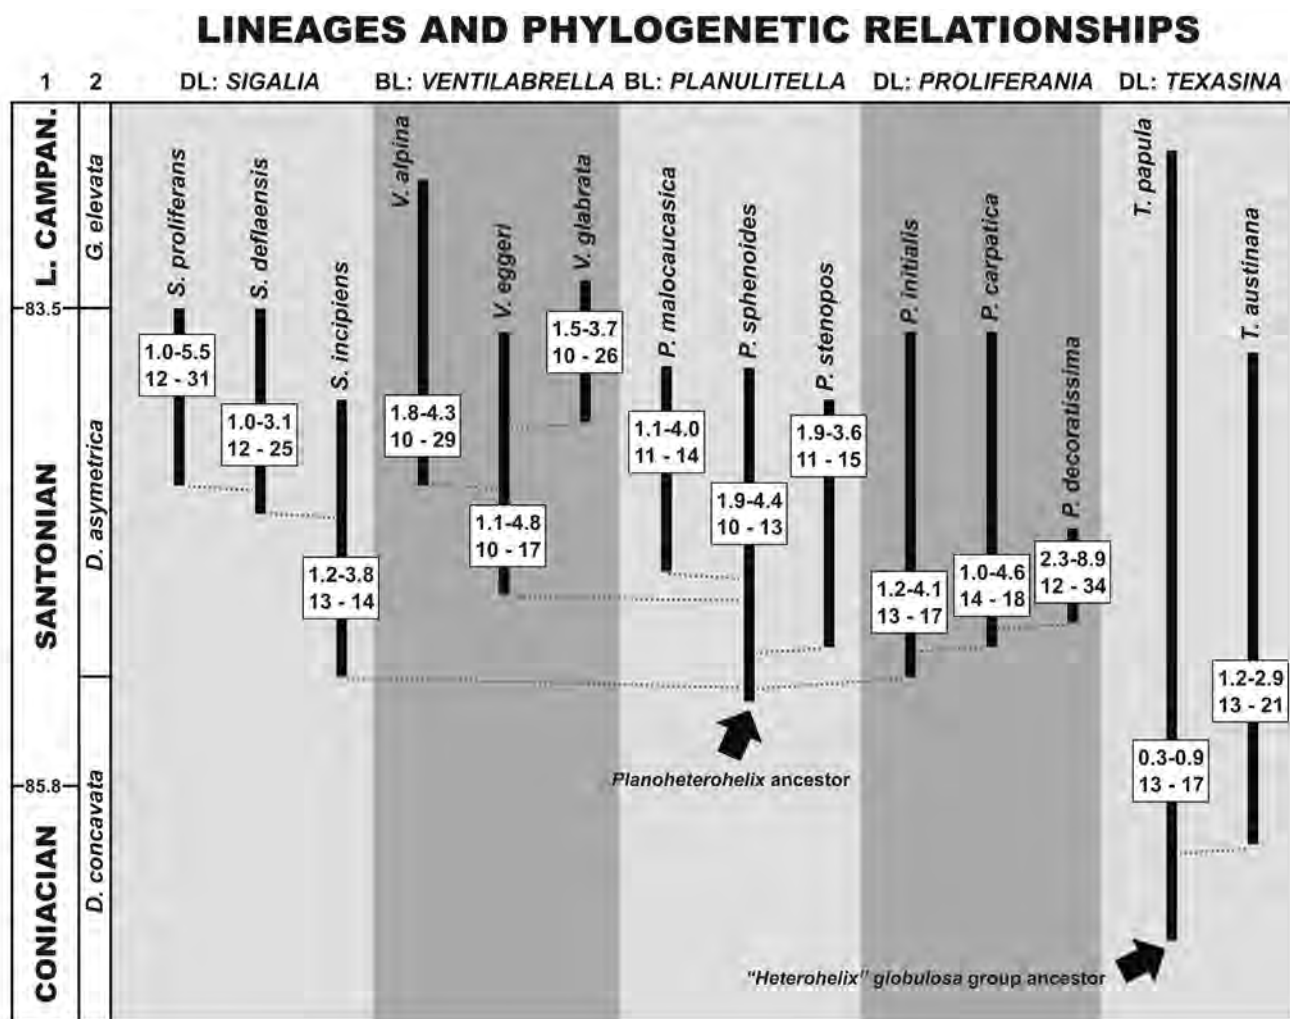 LINEAGES AND PHYLOGENETIC RELATIONSHIPS
1 2 DL: SIGALIA BL: VENTILABRELLA BL: PLANULITELLA DL: PROLIFERANIA DL: TEXASINA
L. CAMPAN.
SANTONIAN
CONIACIAN
G. elevata
D. asymetrica
D. concavata
83.5
85.8
S. proliferans
1.0-5.5
12 - 31
S. deflaensis
1.0-3.1
12 - 25
S. incipiens
1.2-3.8
13 - 14
V. alpina
1.8-4.3
10 - 29
V. eggeri
1.1-4.8
10 - 17
V. glabrata
1.5-3.7
10 - 26
P. malocaucasica
1.1-4.0
11 - 14
P. sphenoides
1.9-4.4
10 - 13
P. stenopos
1.9-3.6
11 - 15
P. initialis
1.2-4.1
13 - 17
P. carpatica
1.0-4.6
14 - 18
P. decoratissima
2.3-8.9
12 - 34
T. papula
0.3-0.9
13 - 17
T. austinana
1.2-2.9
13 - 21
Planoheterohelix ancestor
"Heterohelix" globulosa group ancestor